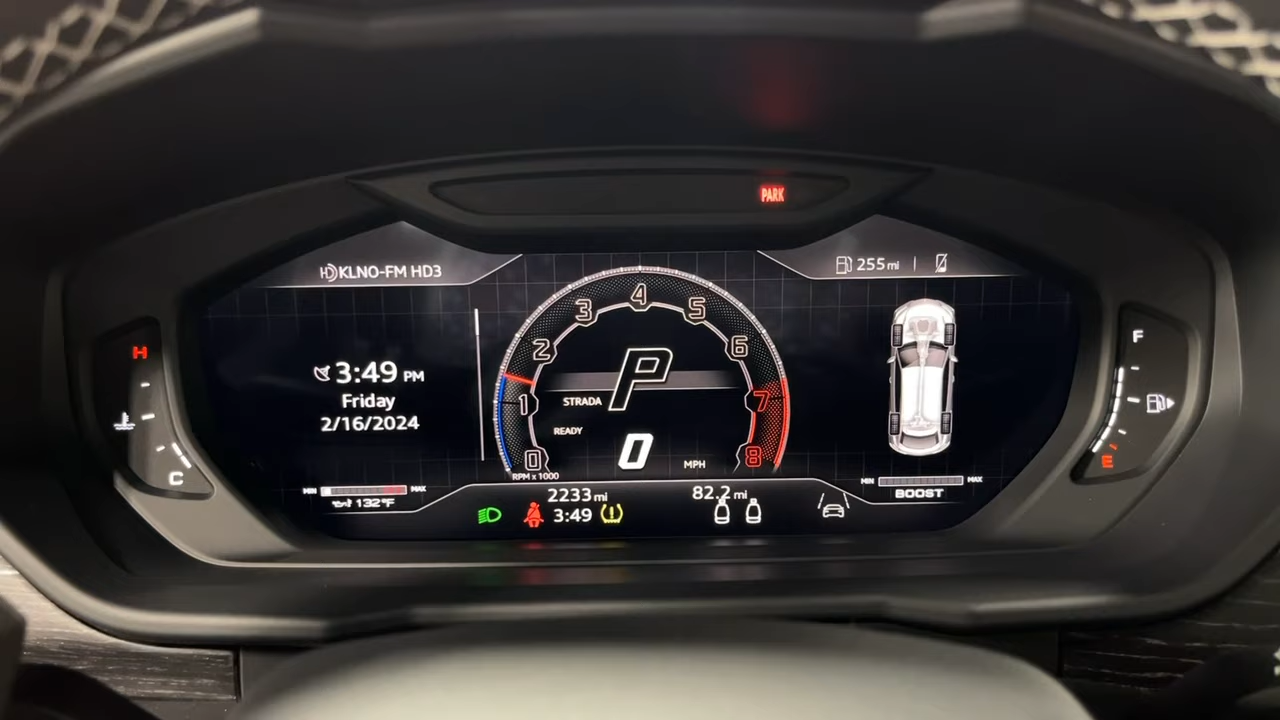 PARK
HD KLNO-FM HD3
255 mi
H
C
3:49 PM
Friday
2/16/2024
MIN MAX
132°F
0
1
2
3
4
5
6
7
8
P
STRADA
READY
0
MPH
RPM x 1000
2233 mi
3:49
82.2 mi
MIN MAX
BOOST
F
E